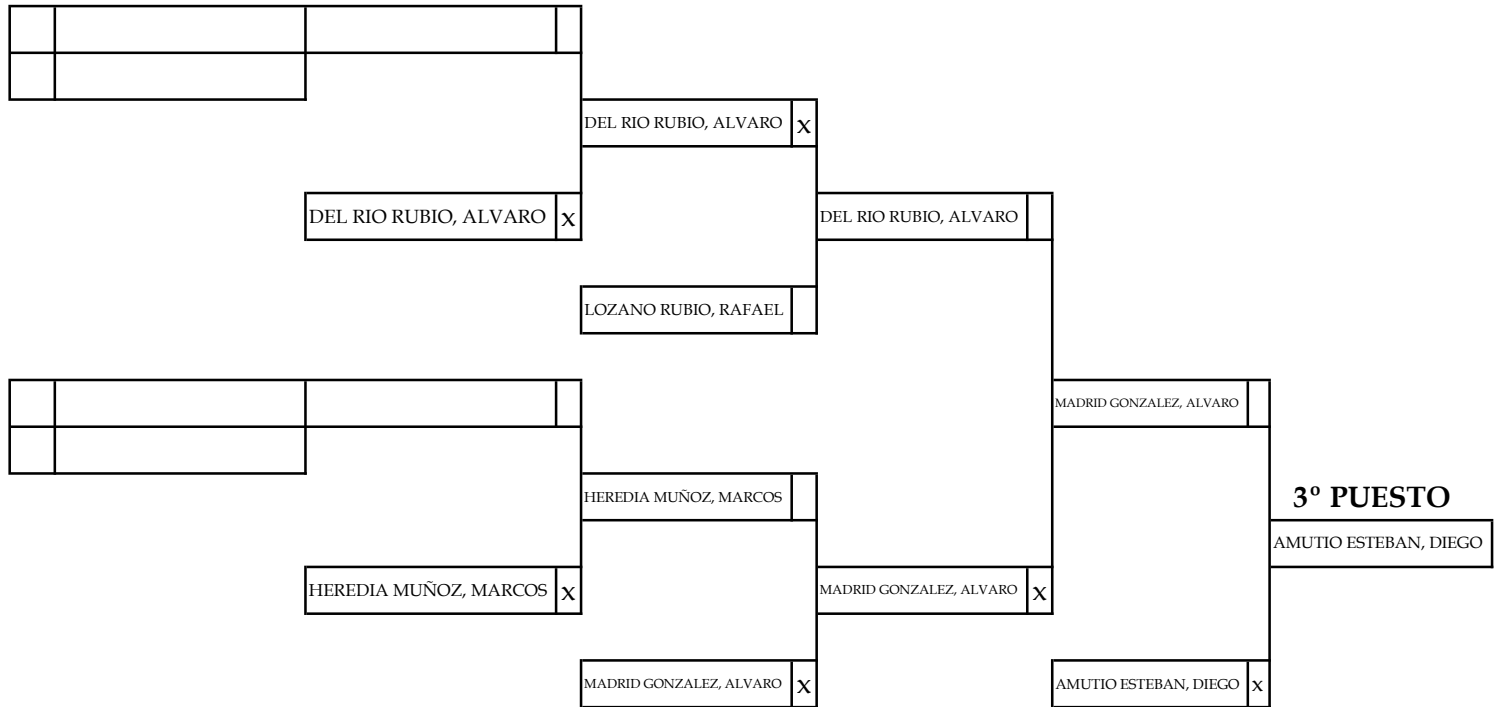 DEL RIO RUBIO, ALVARO x
DEL RIO RUBIO, ALVARO x
DEL RIO RUBIO, ALVARO
LOZANO RUBIO, RAFAEL
MADRID GONZALEZ, ALVARO
HEREDIA MUÑOZ, MARCOS
3º PUESTO
AMUTIO ESTEBAN, DIEGO
HEREDIA MUÑOZ, MARCOS x
MADRID GONZALEZ, ALVARO x
MADRID GONZALEZ, ALVARO x
AMUTIO ESTEBAN, DIEGO x